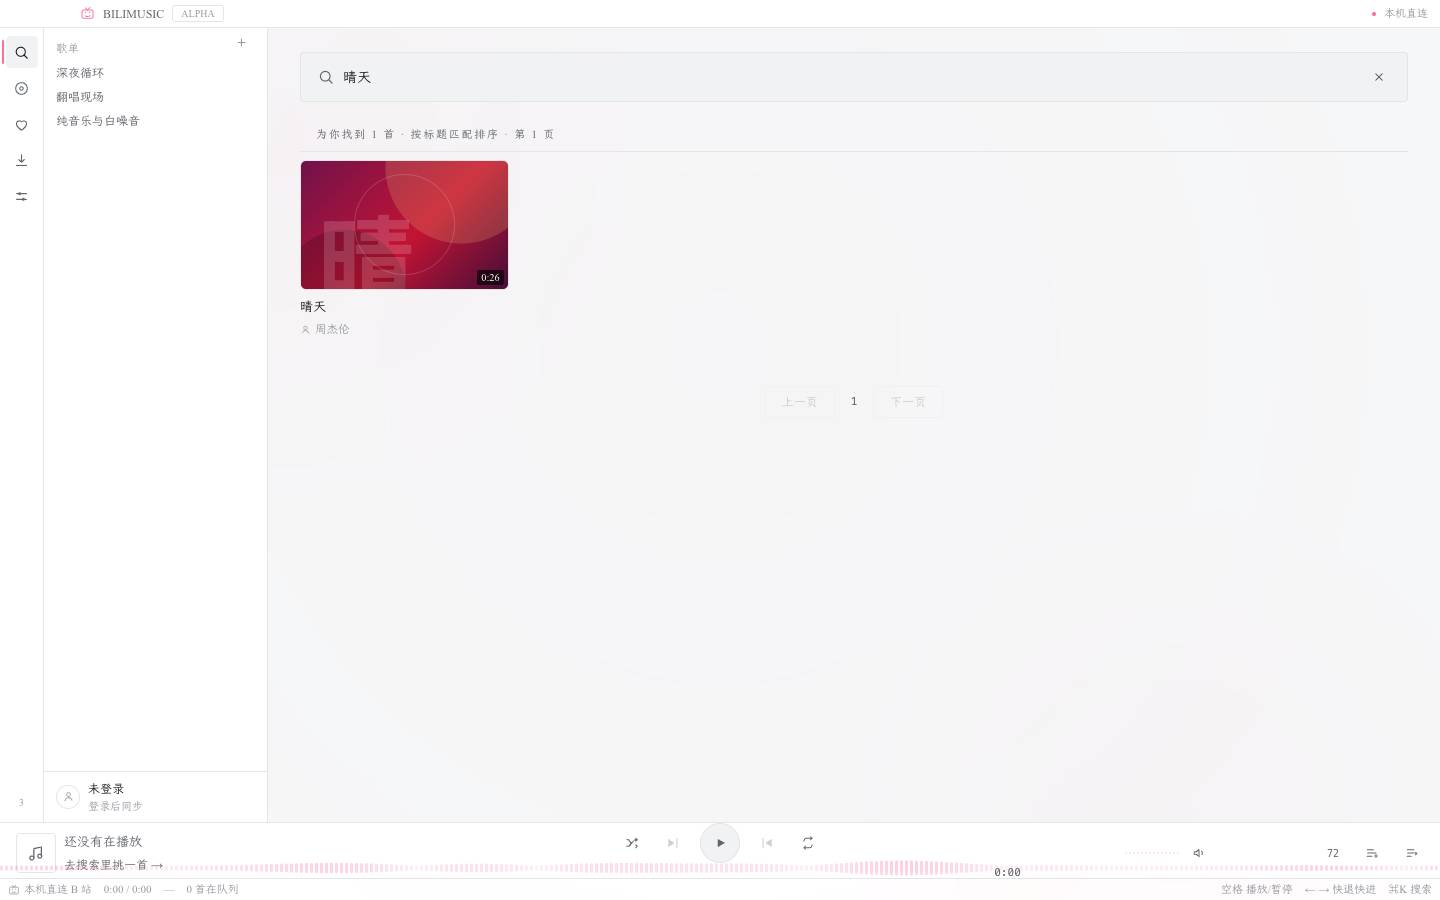 BILIMUSIC ALPHA
本机直连
歌单
深夜循环
翻唱现场
纯音乐与白噪音
晴天
为你找到 1 首 · 按标题匹配排序 · 第 1 页
晴
0:26
晴天
周杰伦
上一页 1 下一页
3
未登录
登录后同步
还没有在播放
去搜索里挑一首 →
0:00
72
本机直连 B 站 0:00 / 0:00 — 0 首在队列
空格 播放/暂停 ← → 快退快进 ⌘K 搜索